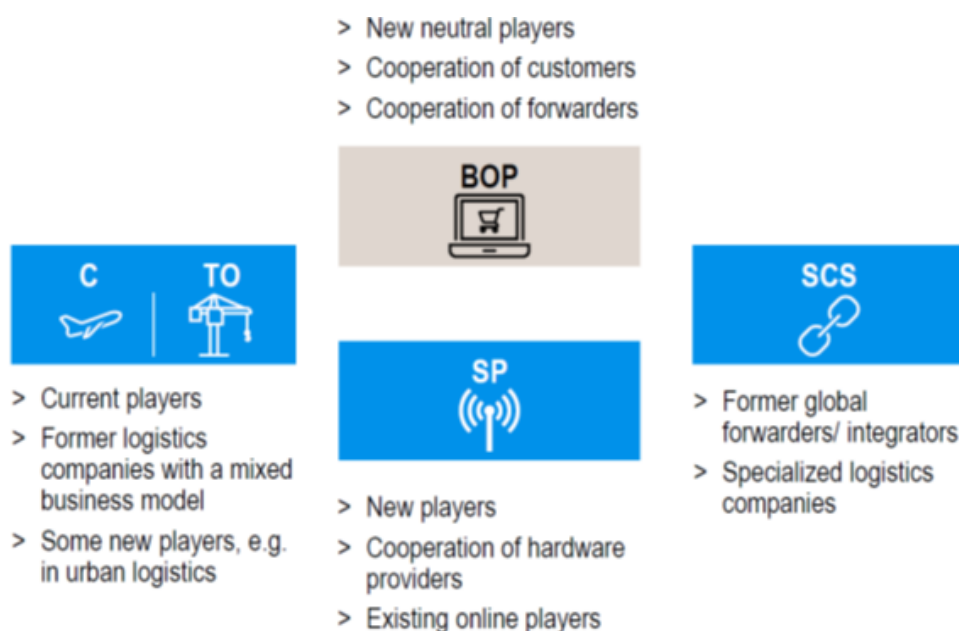 > New neutral players
> Cooperation of customers
> Cooperation of forwarders
BOP
C
TO
> Current players
> Former logistics
companies with a mixed
business model
> Some new players, e.g.
in urban logistics
SP
> New players
> Cooperation of hardware
providers
> Existing online players
SCS
> Former global
forwarders/ integrators
> Specialized logistics
companies